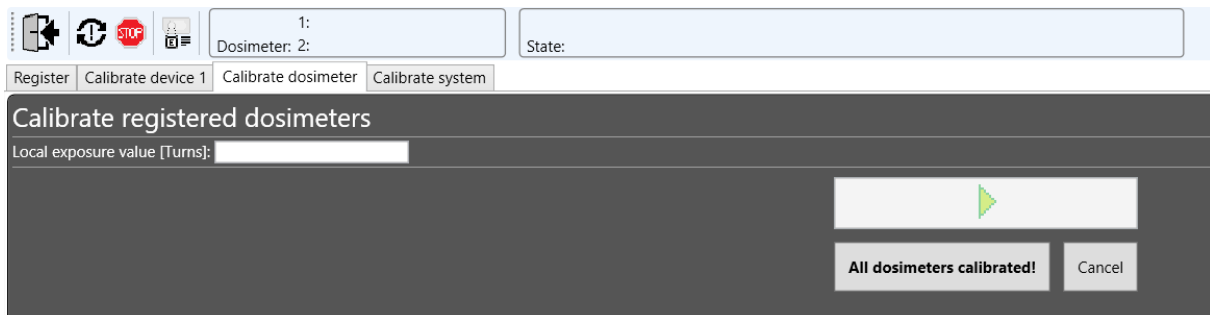 1:
STOP
Dosimeter: 2:
State:
Register
Calibrate device 1
Calibrate dosimeter
Calibrate system
Calibrate registered dosimeters
Local exposure value [Turns]:
All dosimeters calibrated!
Cancel